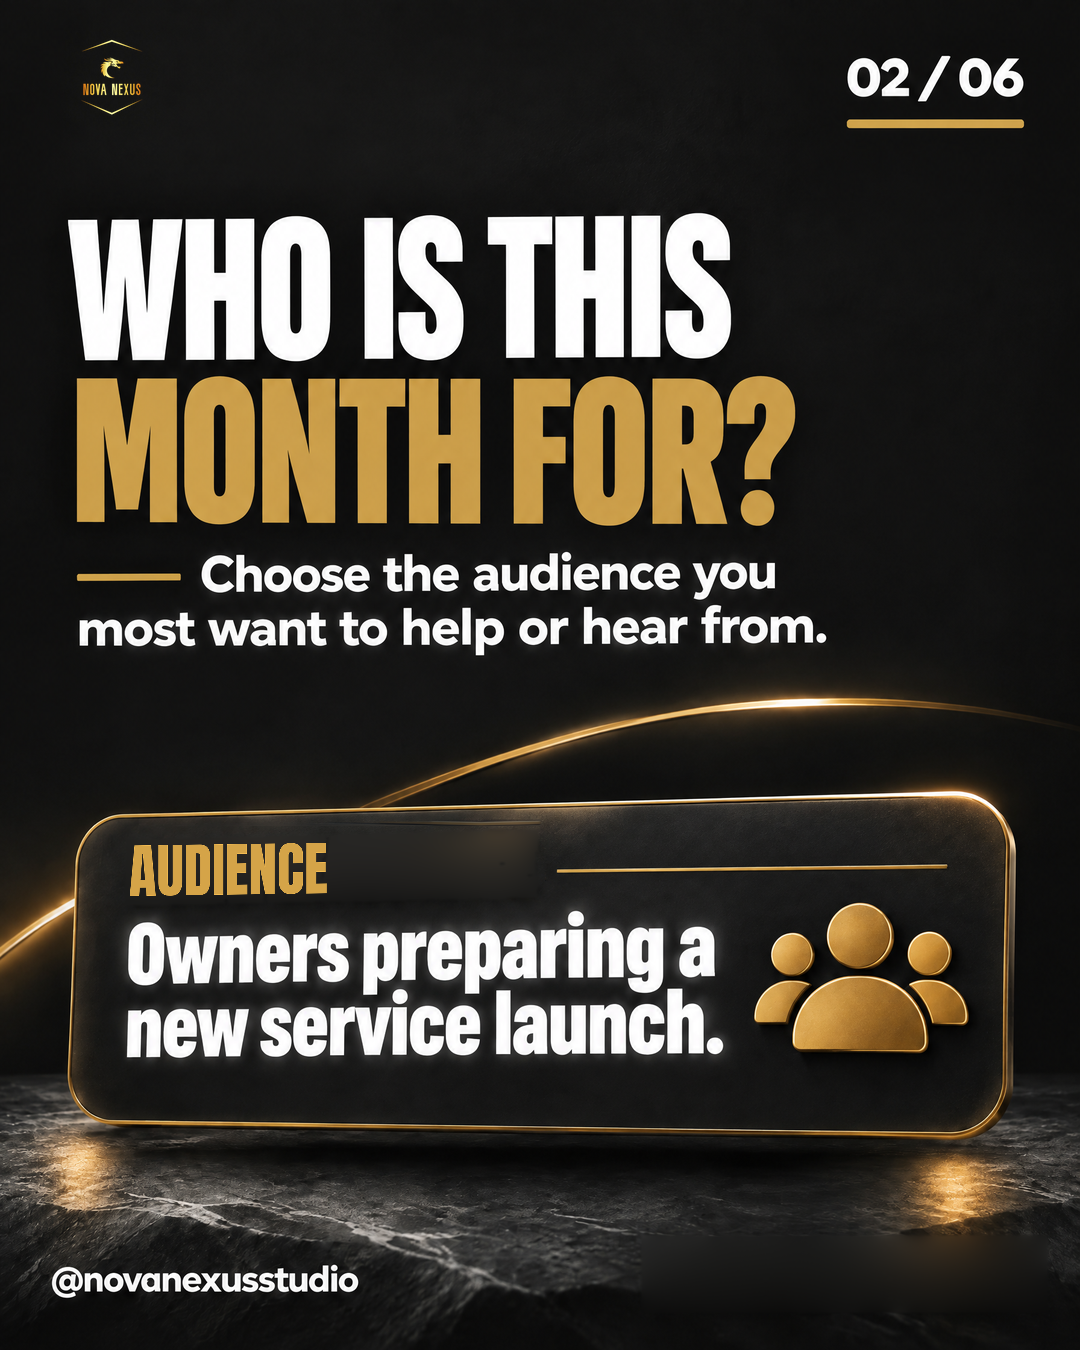 NOVA NEXUS
02 / 06
WHO IS THIS
MONTH FOR?
Choose the audience you
most want to help or hear from.
AUDIENCE
Owners preparing a
new service launch.
@novanexusstudio